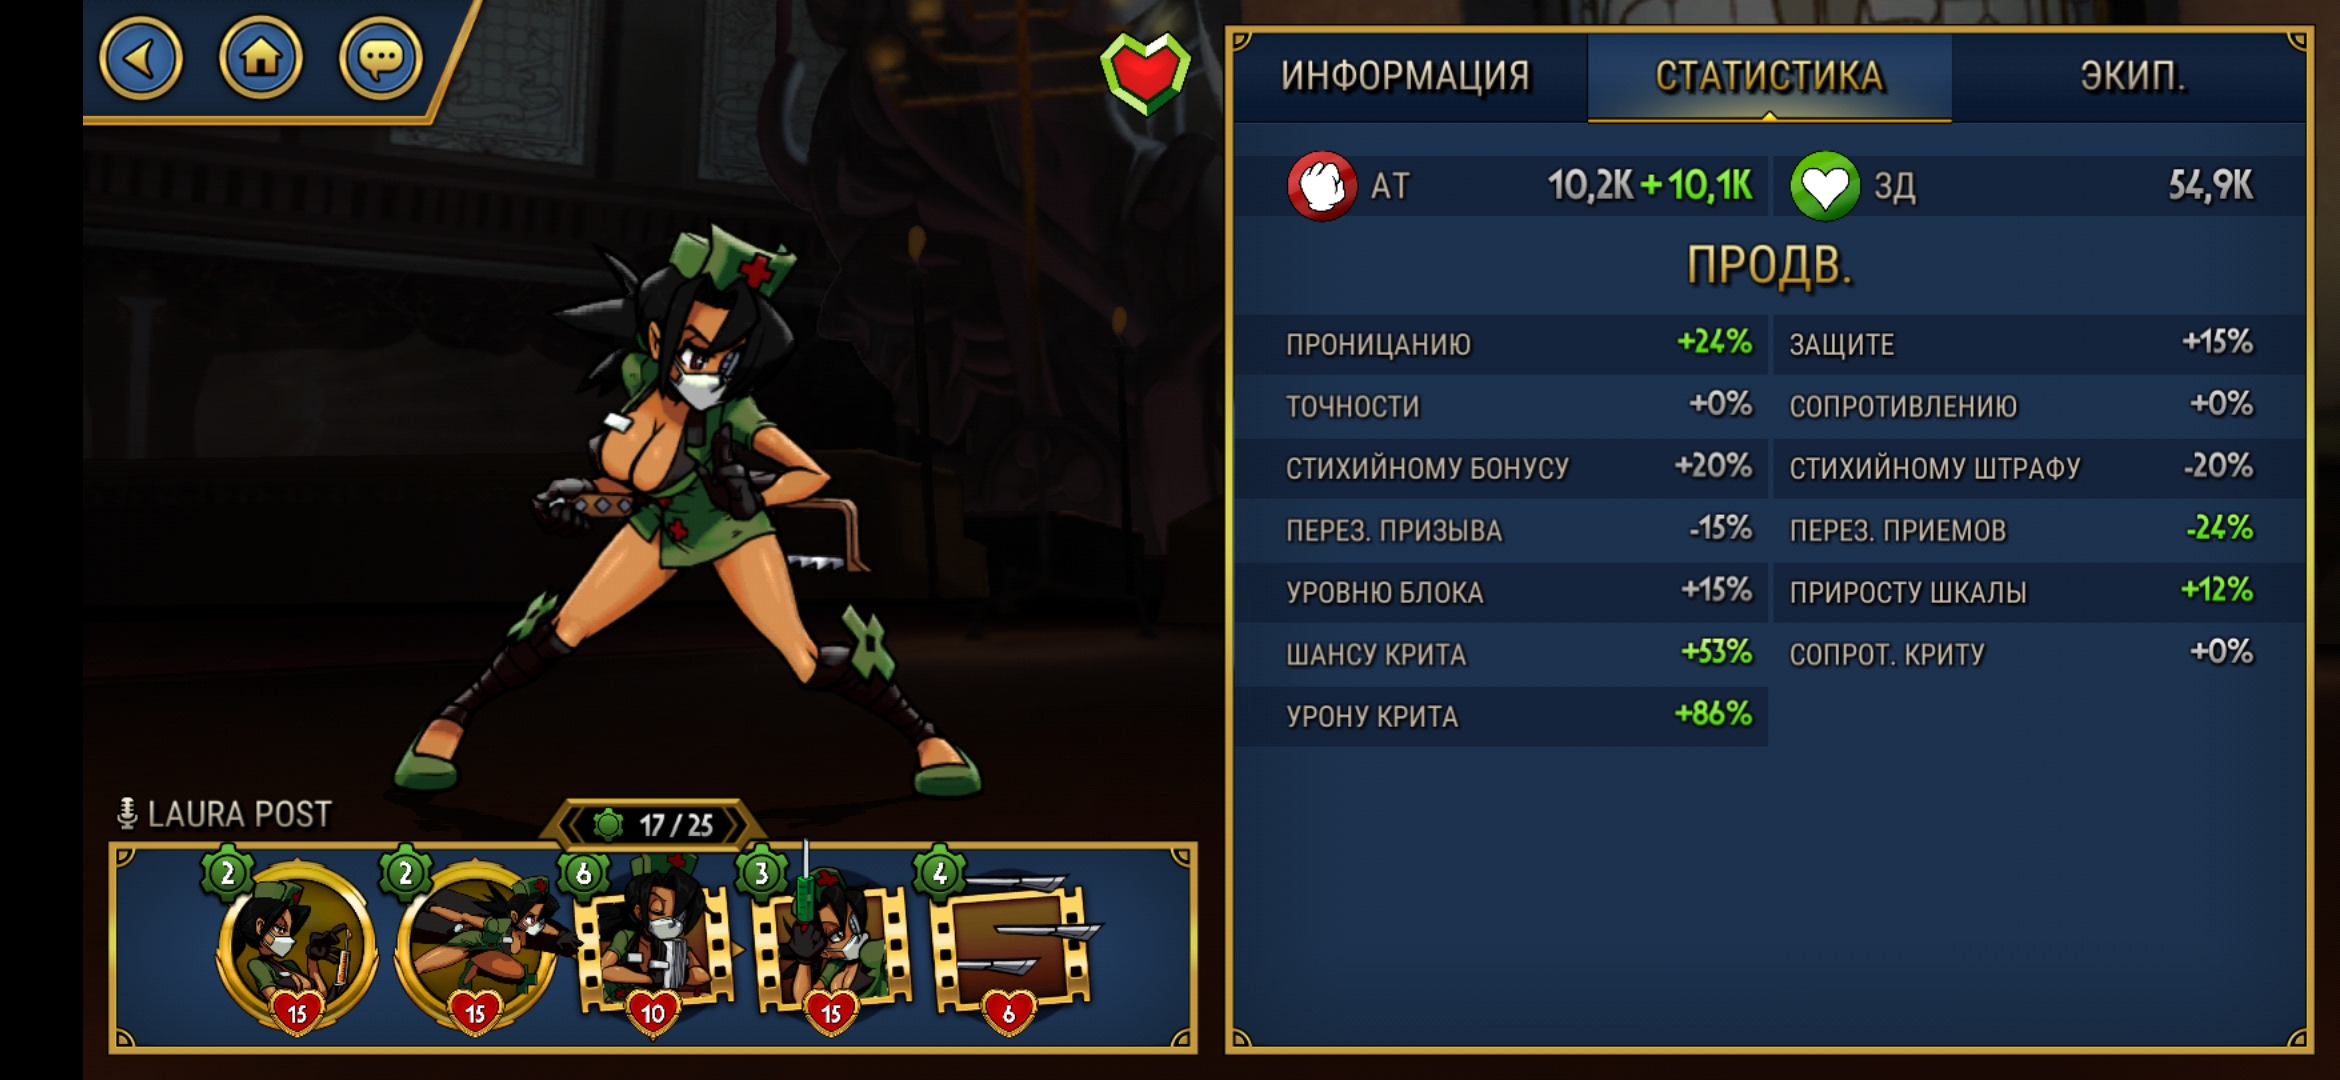 ИНФОРМАЦИЯ
СТАТИСТИКА
ЭКИП.
АТ 10,2K + 10,1K
ЗД 54,9K
ПРОДВ.
ПРОНИЦАНИЮ +24%
ЗАЩИТЕ +15%
ТОЧНОСТИ +0%
СОПРОТИВЛЕНИЮ +0%
СТИХИЙНОМУ БОНУСУ +20%
СТИХИЙНОМУ ШТРАФУ -20%
ПЕРЕЗ. ПРИЗЫВА -15%
ПЕРЕЗ. ПРИЕМОВ -24%
УРОВНЮ БЛОКА +15%
ПРИРОСТУ ШКАЛЫ +12%
ШАНСУ КРИТА +53%
СОПРОТ. КРИТУ +0%
УРОНУ КРИТА +86%
LAURA POST
17 / 25
2 2 6 3 4
15 15 10 15 6